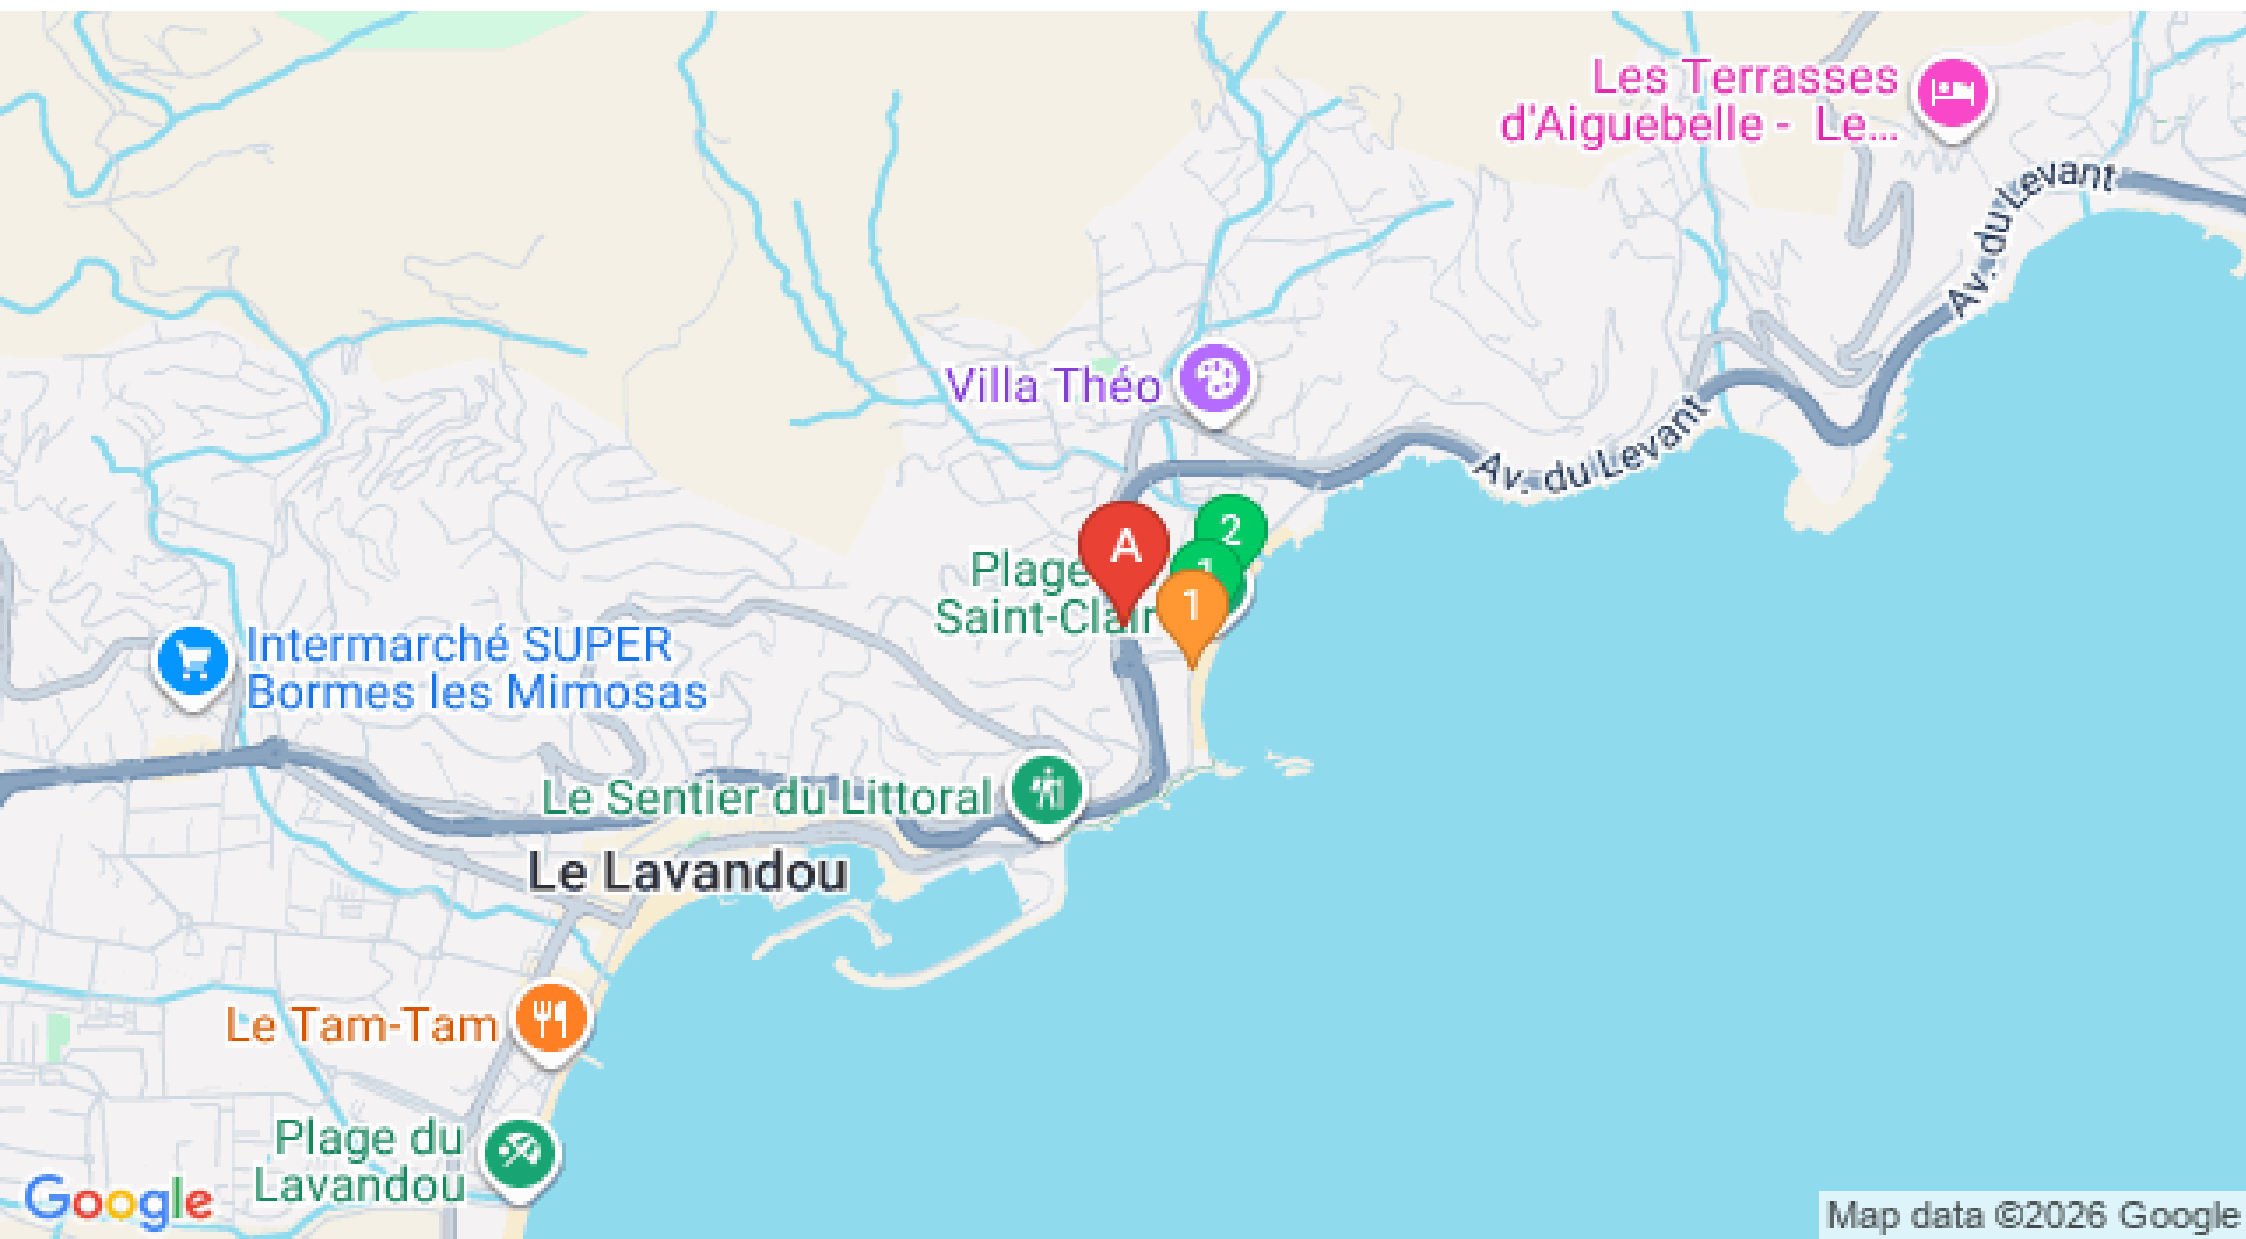 Les Terrasses
d'Aiguebelle - Le...
Av. du Levant
Villa Théo
Av. du Levant
2
A
1
1
Plage
Saint-Clair
Intermarché SUPER
Bormes les Mimosas
Le Sentier du Littoral
Le Lavandou
Le Tam-Tam
Plage du
Lavandou
Google
Map data ©2026 Google